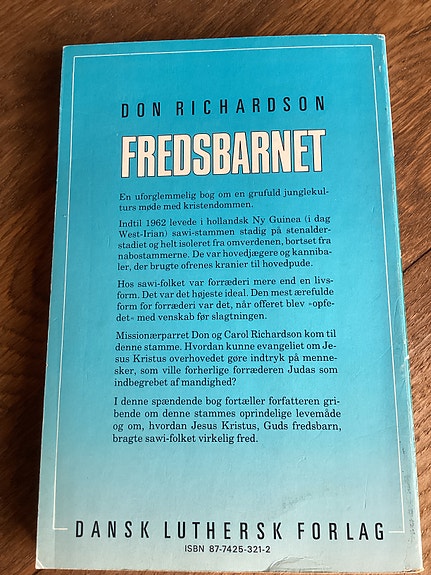 DON RICHARDSON
FREDSBARNET
En uforglemmelig bog om en grufuld junglekul-
turs møde med kristendommen.
Indtil 1962 levede i hollandsk Ny Guinea (i dag
West-Irian) sawi-stammen stadig på stenalder-
stadiet og helt isoleret fra omverdenen, bortset fra
nabostammerne. De var hovedjægere og kanniba-
ler, der brugte ofrenes kranier til hovedpude.
Hos sawi-folket var forræderi mere end en livs-
form. Det var det højeste ideal. Den mest ærefulde
form for forræderi var det, når offeret blev »opfe-
det» med venskab før slagtningen.
Missionærparret Don og Carol Richardson kom til
denne stamme. Hvordan kunne evangeliet om Je-
sus Kristus overhovedet gøre indtryk på menne-
sker, som ville forherlige forræderen Judas som
indbegrebet af mandighed?
I denne spændende bog fortæller forfatteren gri-
bende om denne stammes oprindelige levemåde
og om, hvordan Jesus Kristus, Guds fredsbarn,
bragte sawi-folket virkelig fred.
DANSK LUTHERSK FORLAG
ISBN 87-7425-321-2